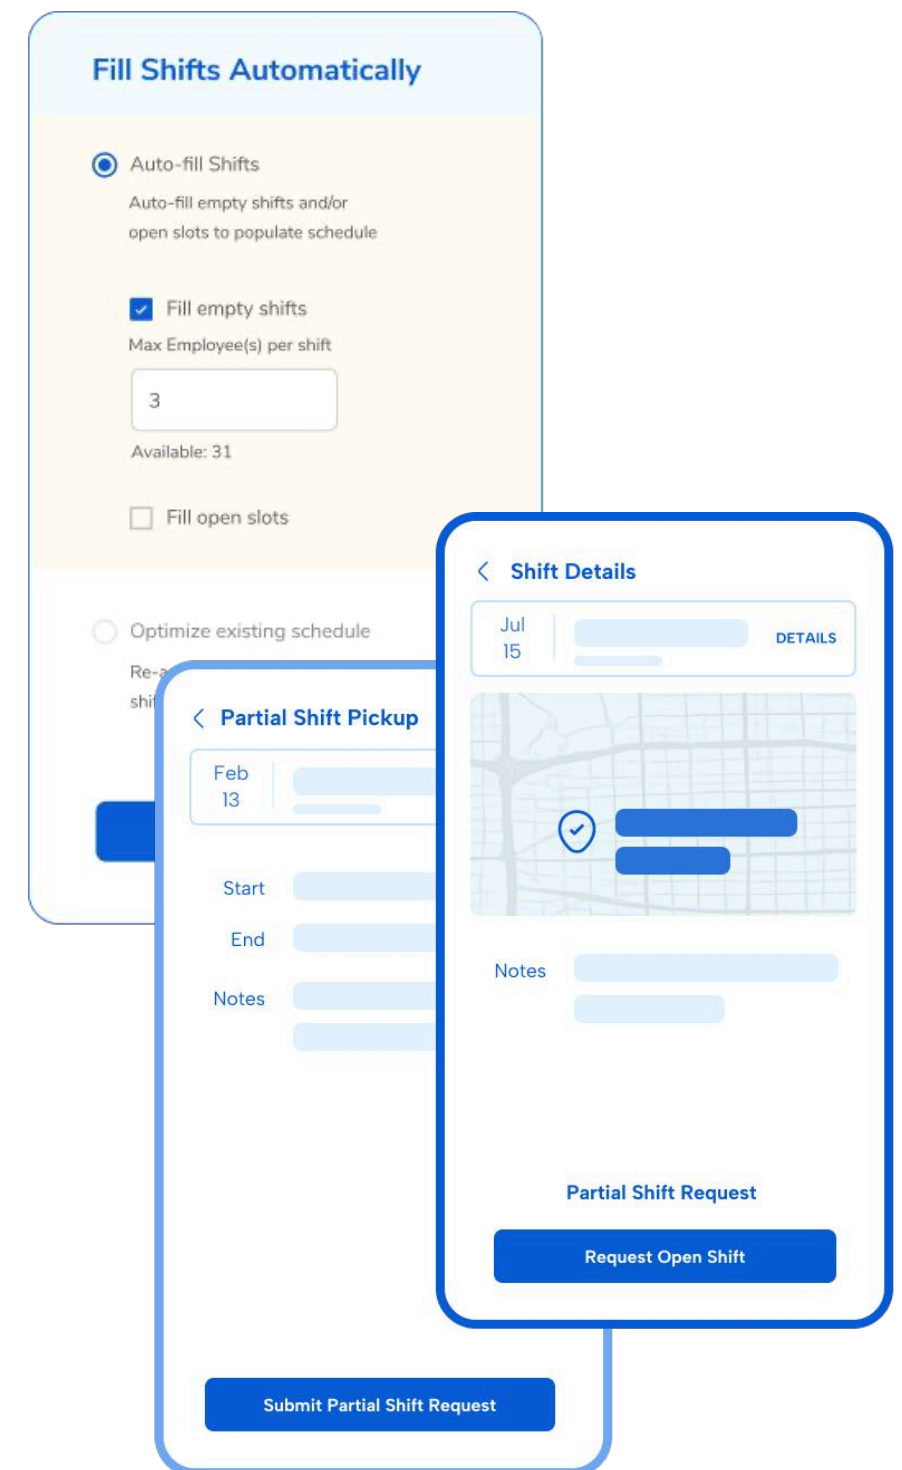 Fill Shifts Automatically
Auto-fill Shifts
Auto-fill empty shifts and/or
open slots to populate schedule
Fill empty shifts
Max Employee(s) per shift
3
Available: 31
Fill open slots
Optimize existing schedule
Shift Details
Jul
15
DETAILS
Notes
Partial Shift Request
Request Open Shift
Partial Shift Pickup
Feb
13
Start
End
Notes
Submit Partial Shift Request